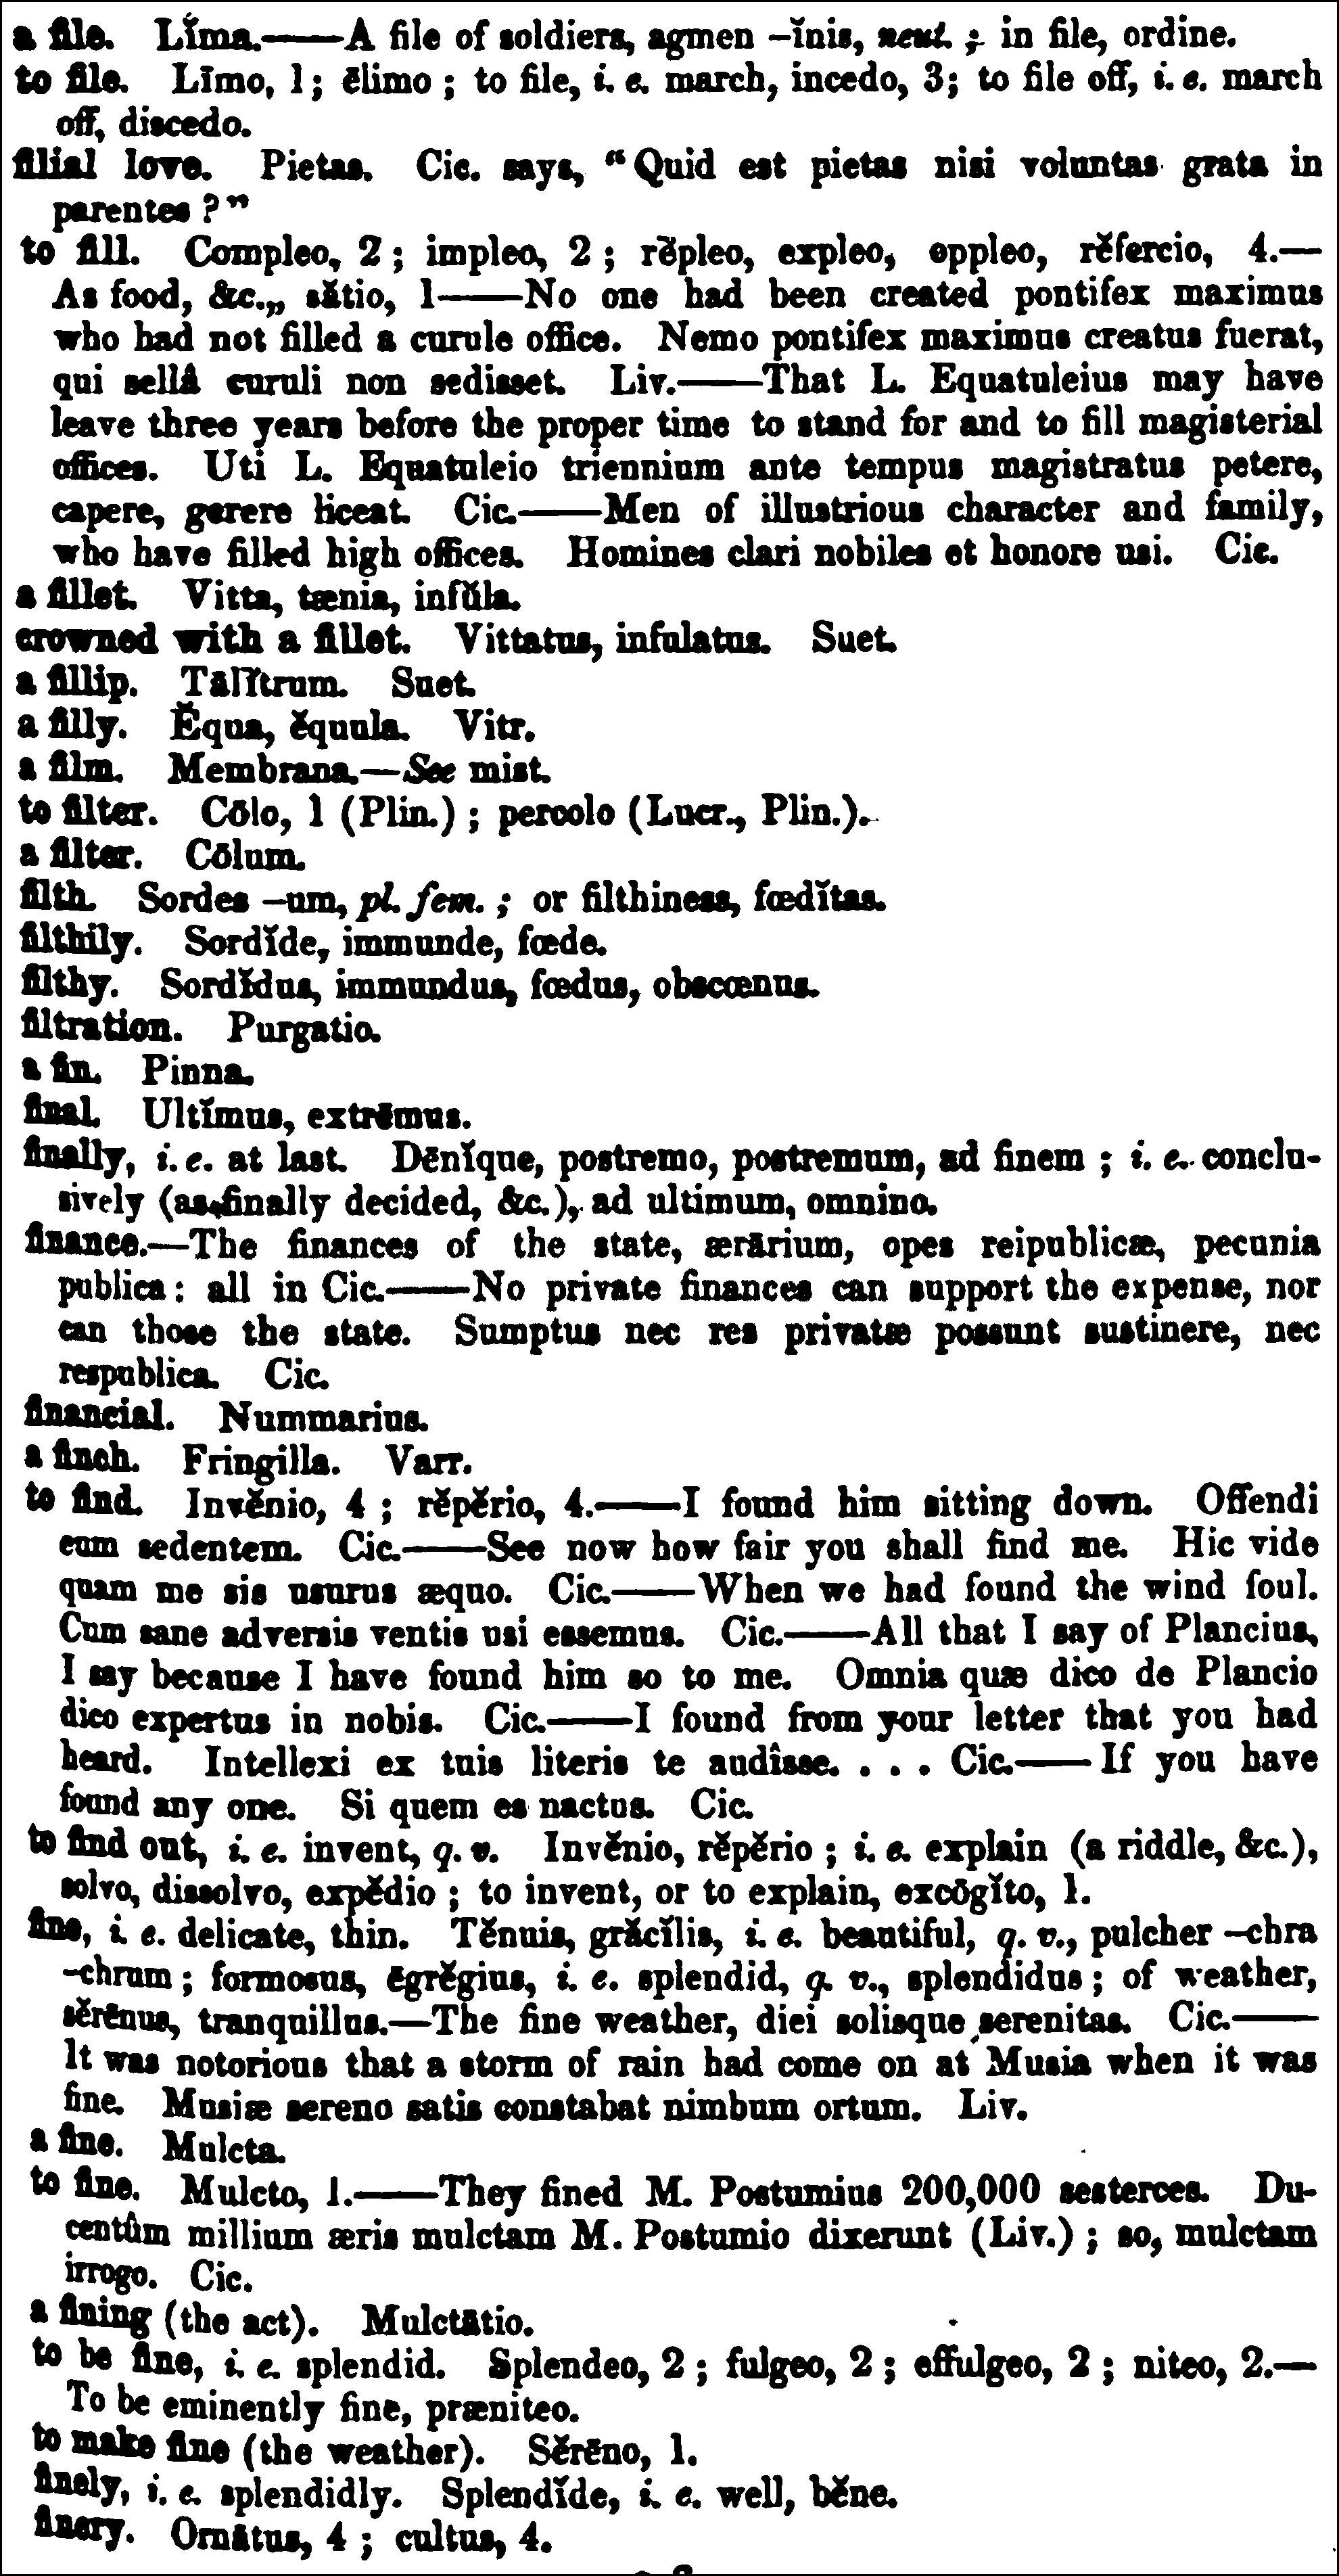 a file. Lĭma.——A file of soldiers, agmen –ĭnis, neut. ; in file, ordine.
to file. Līmo, 1; ēlimo ; to file, i. e. march, incedo, 3; to file off, i. e. march
off, discedo.
filial love. Pietas. Cic. says, “Quid est pietas nisi voluntas grata in
parentes ?”
to fill. Compleo, 2 ; impleo, 2 ; rĕpleo, expleo, oppleo, rĕfercio, 4.—
As food, &c.,, sătio, 1——No one had been created pontifex maximus
who had not filled a curule office. Nemo pontifex maximus creatus fuerat,
qui sellâ curuli non sedisset. Liv.——That L. Equatuleius may have
leave three years before the proper time to stand for and to fill magisterial
offices. Uti L. Equatuleio triennium ante tempus magistratus petere,
capere, gerere liceat. Cic.——Men of illustrious character and family,
who have filled high offices. Homines clari nobiles et honore usi. Cic.
a fillet. Vitta, tænia, infŭla.
crowned with a fillet. Vittatus, infulatus. Suet.
a fillip. Tālĭtrum. Suet.
a filly. Ĕqua, ĕquula. Vitr.
a film. Membrana.—See mist.
to filter. Cōlo, 1 (Plin.) ; percolo (Lucr., Plin.).
a filter. Cōlum.
filth. Sordes –um, pl. fem. ; or filthiness, fœdĭtas.
filthily. Sordĭde, immunde, fœde.
filthy. Sordĭdus, immundus, fœdus, obscœnus.
filtration. Purgatio.
a fin. Pinna.
final. Ultĭmus, extrēmus.
finally, i. e. at last. Dēnĭque, postremo, postremum, ad finem ; i. e. conclu-
sively (as finally decided, &c.), ad ultimum, omnino.
finance.—The finances of the state, ærārium, opes reipublicæ, pecunia
publica : all in Cic.——No private finances can support the expense, nor
can those the state. Sumptus nec res privatæ possunt sustinere, nec
respublica. Cic.
financial. Nummarius.
a finch. Fringilla. Varr.
to find. Invĕnio, 4 ; rĕpĕrio, 4.——I found him sitting down. Offendi
eum sedentem. Cic.——See now how fair you shall find me. Hic vide
quam me sis usurus æquo. Cic.——When we had found the wind foul.
Cum sane adversis ventis usi essemus. Cic.——All that I say of Plancius,
I say because I have found him so to me. Omnia quæ dico de Plancio
dico expertus in nobis. Cic.——I found from your letter that you had
heard. Intellexi ex tuis literis te audîsse. . . . Cic.——If you have
found any one. Si quem es nactus. Cic.
to find out, i. e. invent, q. v. Invĕnio, rĕpĕrio ; i. e. explain (a riddle, &c.),
solvo, dissolvo, expĕdio ; to invent, or to explain, excōgĭto, 1.
fine, i. e. delicate, thin. Tĕnuis, grăcĭlis, i. e. beautiful, q. v., pulcher –chra
–chrum ; formosus, ēgrĕgius, i. e. splendid, q. v., splendidus ; of weather,
sĕrēnus, tranquillus.—The fine weather, diei solisque serenitas. Cic.——
It was notorious that a storm of rain had come on at Musia when it was
fine. Musiæ sereno satis constabat nimbum ortum. Liv.
a fine. Mulcta.
to fine. Mulcto, 1.——They fined M. Postumius 200,000 sesterces. Du-
centûm millium æris mulctam M. Postumio dixerunt (Liv.) ; so, mulctam
irrogo. Cic.
a fining (the act). Mulctātio.
to be fine, i. e. splendid. Splendeo, 2 ; fulgeo, 2 ; effulgeo, 2 ; niteo, 2.—
To be eminently fine, præniteo.
to make fine (the weather). Sĕrēno, 1.
finely, i. e. splendidly. Splendĭde, i. e. well, bĕne.
finery. Ornātus, 4 ; cultus, 4.